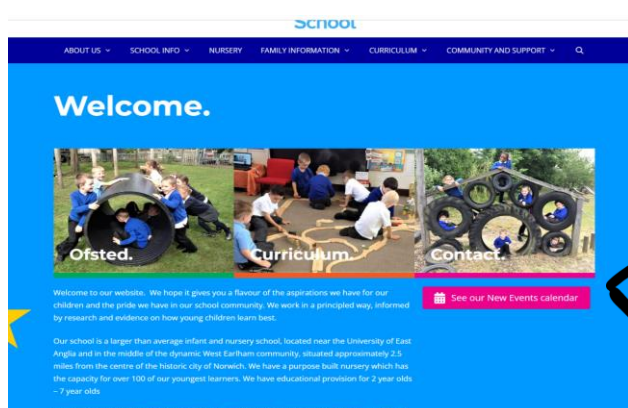 School
ABOUT US SCHOOL INFO NURSERY FAMILY INFORMATION CURRICULUM COMMUNITY AND SUPPORT
Welcome.
Ofsted. Curriculum. Contact.
Welcome to our website. We hope it gives you a flavour of the aspirations we have for our
children and the pride we have in our school community. We work in a principled way, informed
by research and evidence on how young children learn best.
See our New Events calendar
Our school is a larger than average infant and nursery school, located near the University of East
Anglia and in the middle of the dynamic West Earlham community, situated approximately 2.5
miles from the centre of the historic city of Norwich. We have a purpose built nursery which has
the capacity for over 100 of our youngest learners. We have educational provision for 2 year olds
– 7 year olds